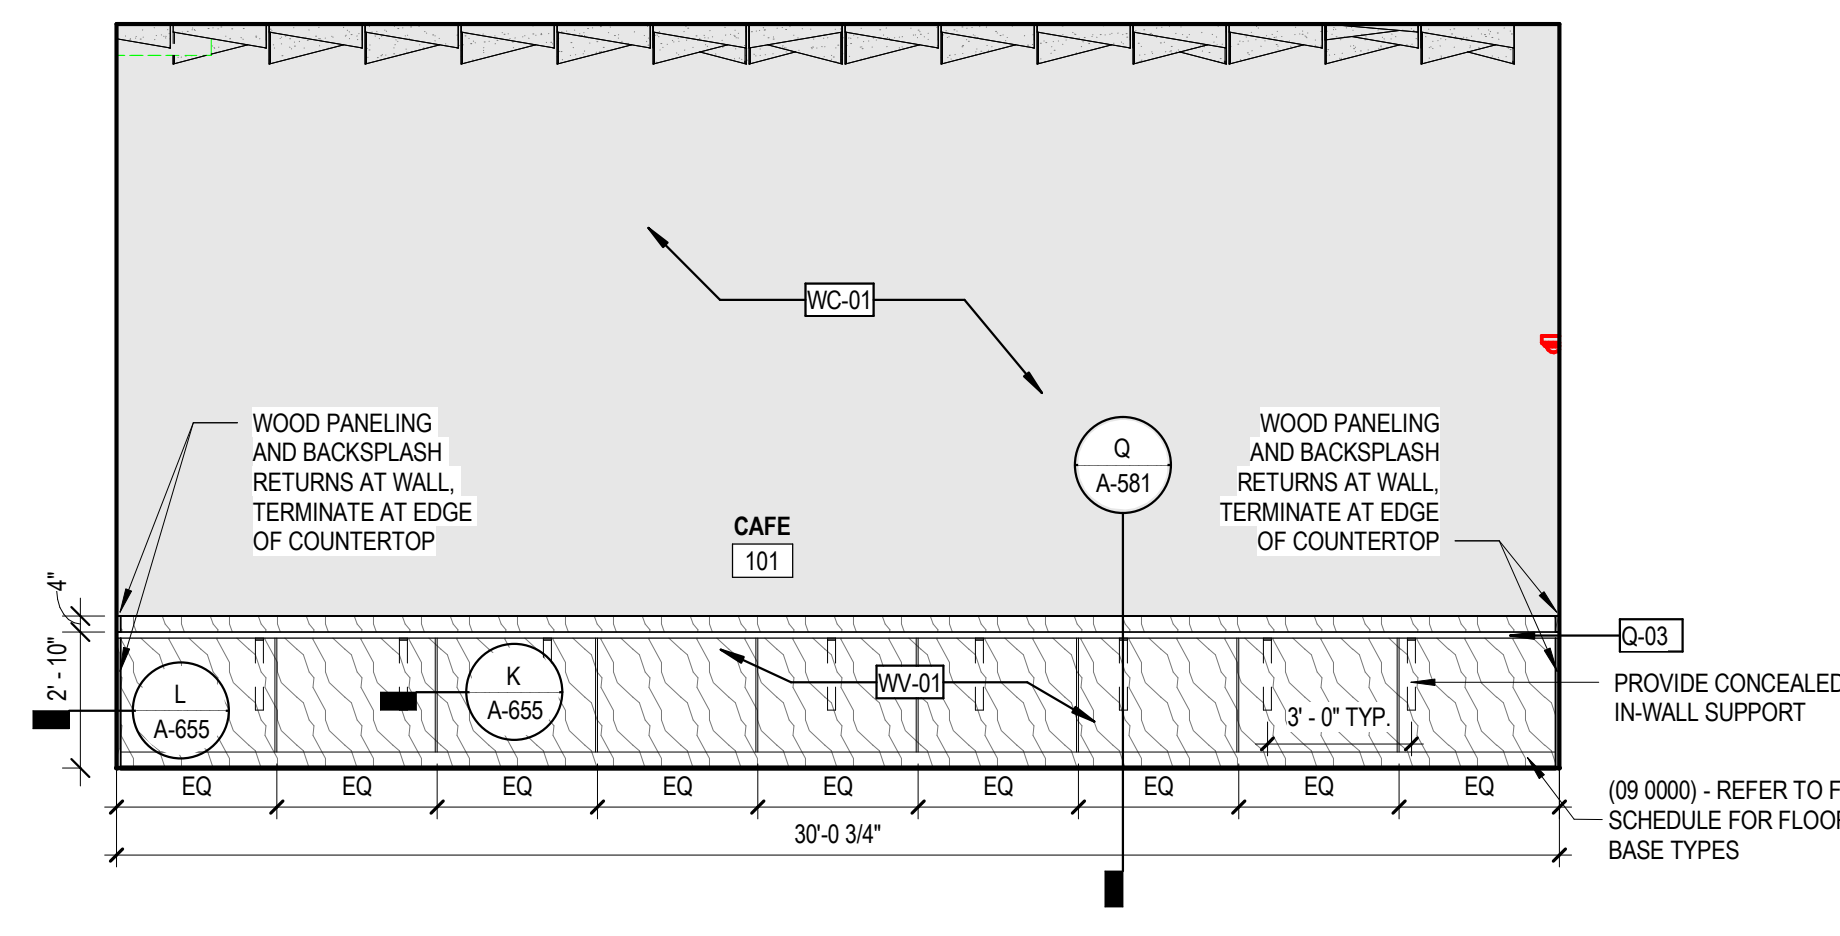 WC-01
WOOD PANELING
AND BACKSPLASH
RETURNS AT WALL,
TERMINATE AT EDGE
OF COUNTERTOP
WOOD PANELING
AND BACKSPLASH
RETURNS AT WALL,
TERMINATE AT EDGE
OF COUNTERTOP
Q
A-581
CAFE
101
4"
2' - 10"
Q-03
L
A-655
K
A-655
WV-01
PROVIDE CONCEALED
IN-WALL SUPPORT
3' - 0" TYP.
EQ EQ EQ EQ EQ EQ EQ EQ EQ
(09 0000) - REFER TO F
SCHEDULE FOR FLOOR
BASE TYPES
30'-0 3/4"